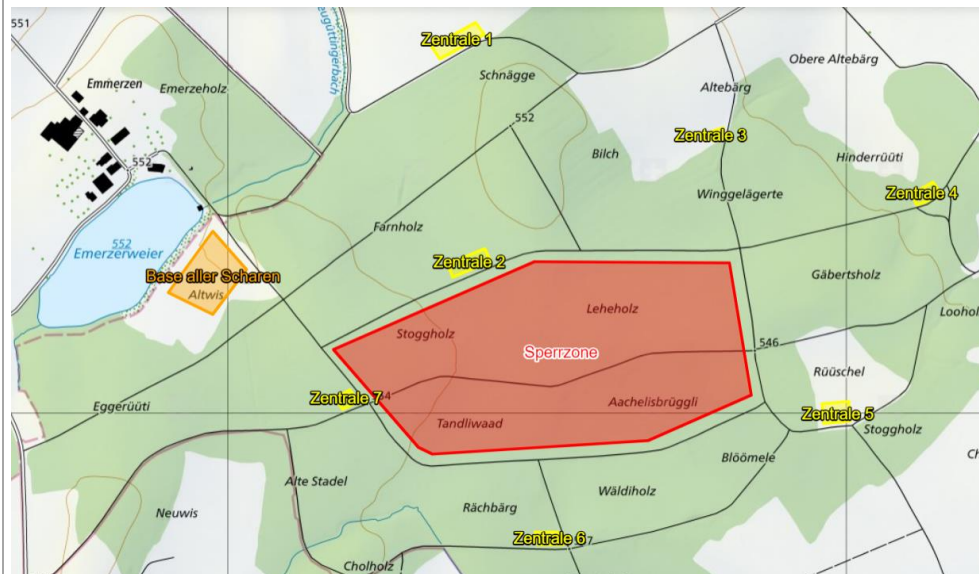 551
Zentrale 1
Neugüttingerbach
Schnägge
Obere Altebärg
Emmerzen
Emerzeholz
Altebärg
552
Zentrale 3
Bilch
Hinderrüüti
552
Winggelägerte
Zentrale 4
Farnholz
552
Emerzerweier
Zentrale 2
Base aller Scharen
Altwis
Gäbertsholz
Leheholz
Looholz
Stoggholz
Sperrzone
546
Rüüschel
Zentrale 7
Eggerüüti
Aachelisbrüggli
Zentrale 5
Tandliwaad
Stoggholz
Blöömele
Alte Stadel
Wäldiholz
Neuwis
Rächbärg
Zentrale 6
Cholholz